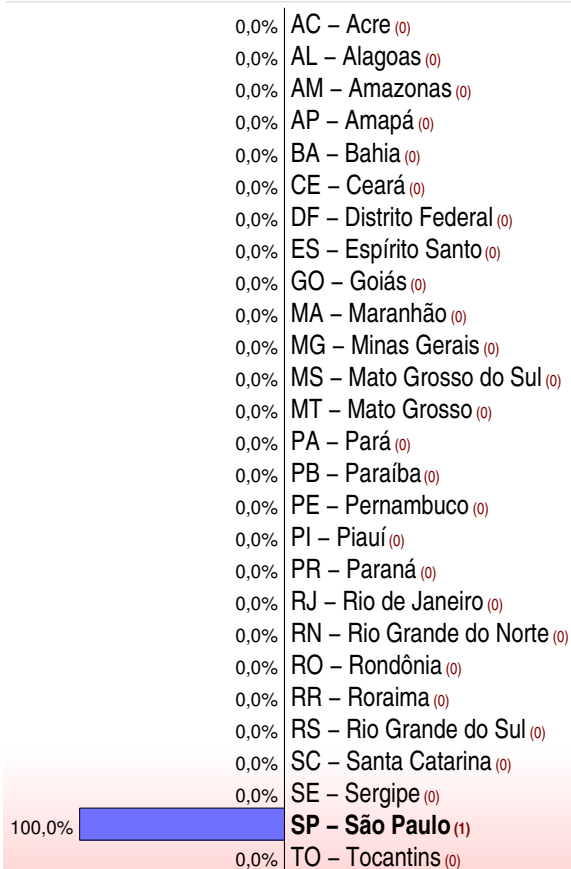 0,0% AC – Acre (0)
0,0% AL – Alagoas (0)
0,0% AM – Amazonas (0)
0,0% AP – Amapá (0)
0,0% BA – Bahia (0)
0,0% CE – Ceará (0)
0,0% DF – Distrito Federal (0)
0,0% ES – Espírito Santo (0)
0,0% GO – Goiás (0)
0,0% MA – Maranhão (0)
0,0% MG – Minas Gerais (0)
0,0% MS – Mato Grosso do Sul (0)
0,0% MT – Mato Grosso (0)
0,0% PA – Pará (0)
0,0% PB – Paraíba (0)
0,0% PE – Pernambuco (0)
0,0% PI – Piauí (0)
0,0% PR – Paraná (0)
0,0% RJ – Rio de Janeiro (0)
0,0% RN – Rio Grande do Norte (0)
0,0% RO – Rondônia (0)
0,0% RR – Roraima (0)
0,0% RS – Rio Grande do Sul (0)
0,0% SC – Santa Catarina (0)
0,0% SE – Sergipe (0)
100,0% SP – São Paulo (1)
0,0% TO – Tocantins (0)